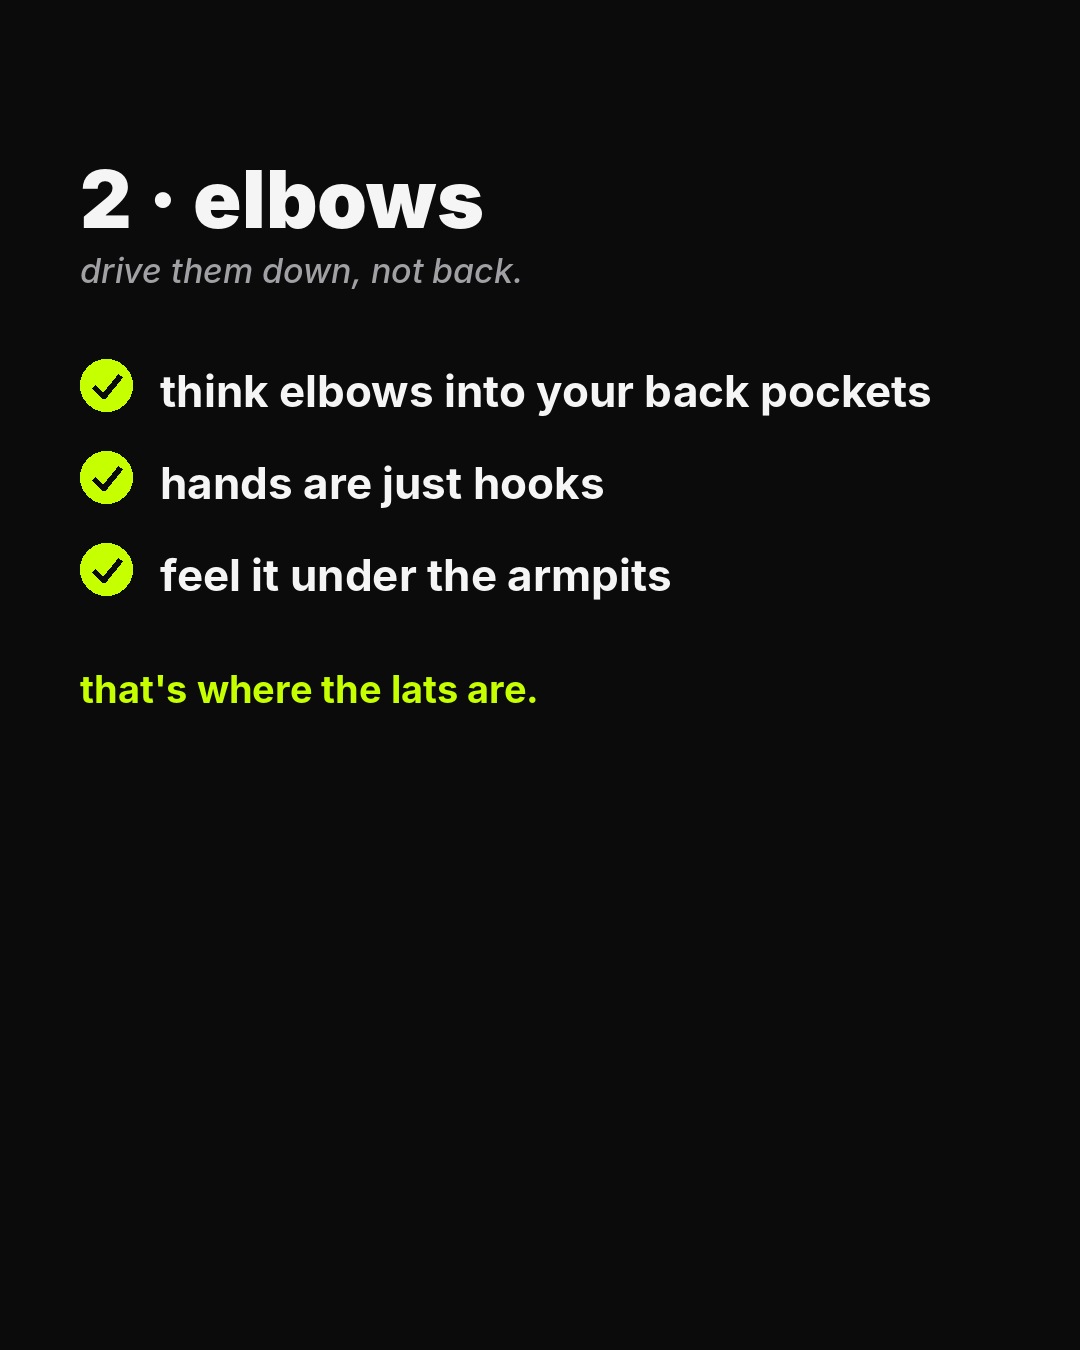 2 · elbows
drive them down, not back.
think elbows into your back pockets
hands are just hooks
feel it under the armpits
that's where the lats are.